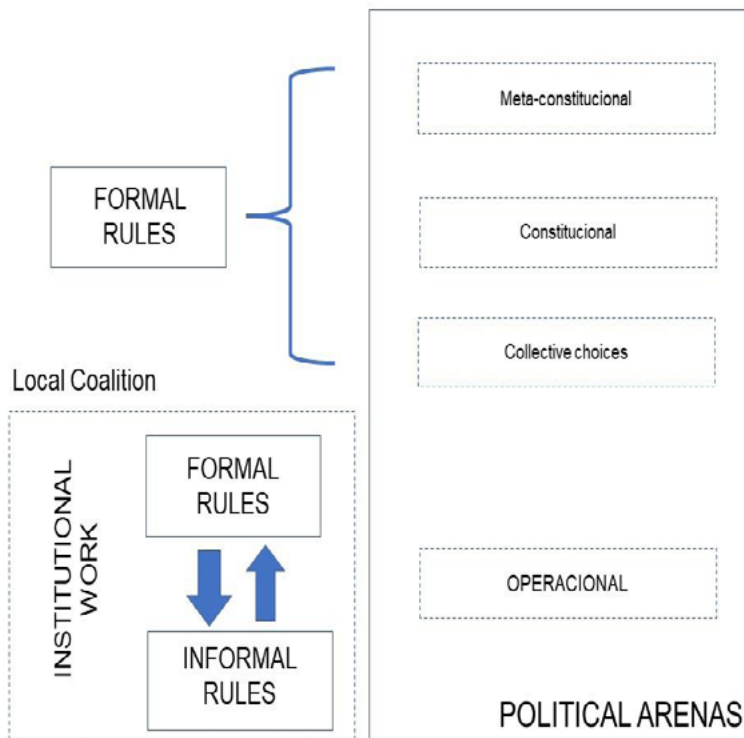 Meta-constitucional
FORMAL
RULES
Constitucional
Collective choices
Local Coalition
INSTITUTIONAL
WORK
FORMAL
RULES
INFORMAL
RULES
OPERACIONAL
POLITICAL ARENAS